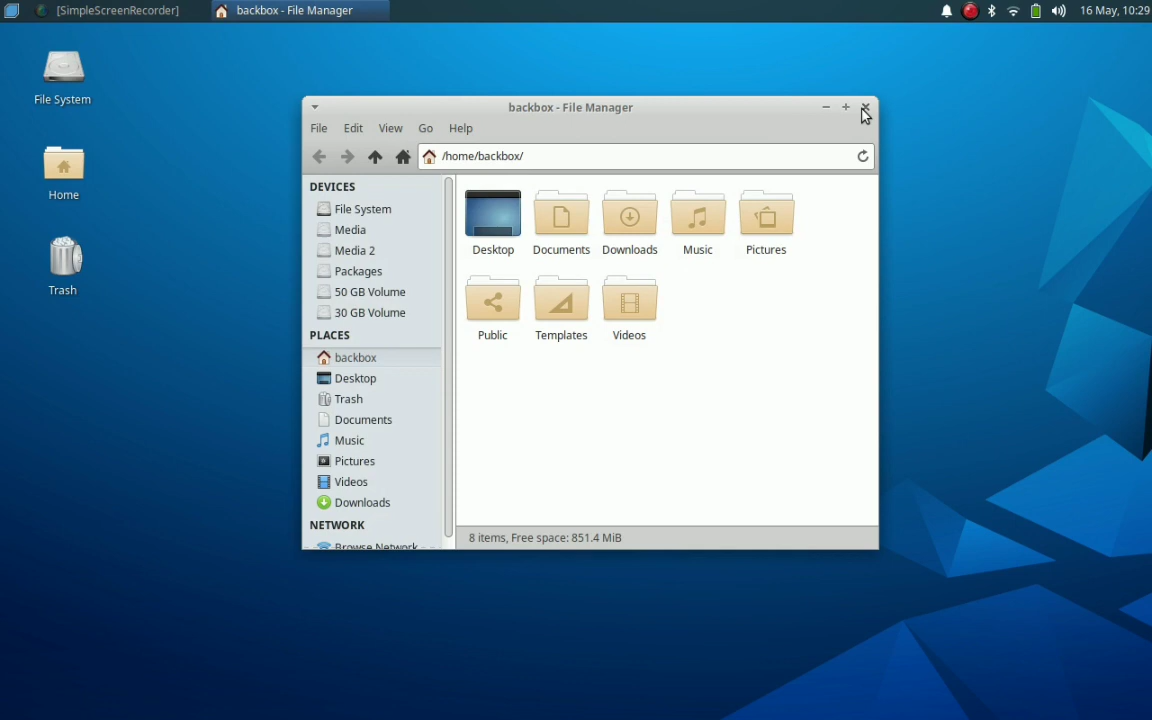 [SimpleScreenRecorder]
backbox - File Manager
16 May, 10:29
File System
Home
Trash
backbox - File Manager
File Edit View Go Help
/home/backbox/
DEVICES
File System
Media
Media 2
Packages
50 GB Volume
30 GB Volume
PLACES
backbox
Desktop
Trash
Documents
Music
Pictures
Videos
Downloads
NETWORK
Browse Network
Desktop Documents Downloads Music Pictures
Public Templates Videos
8 items, Free space: 851.4 MiB